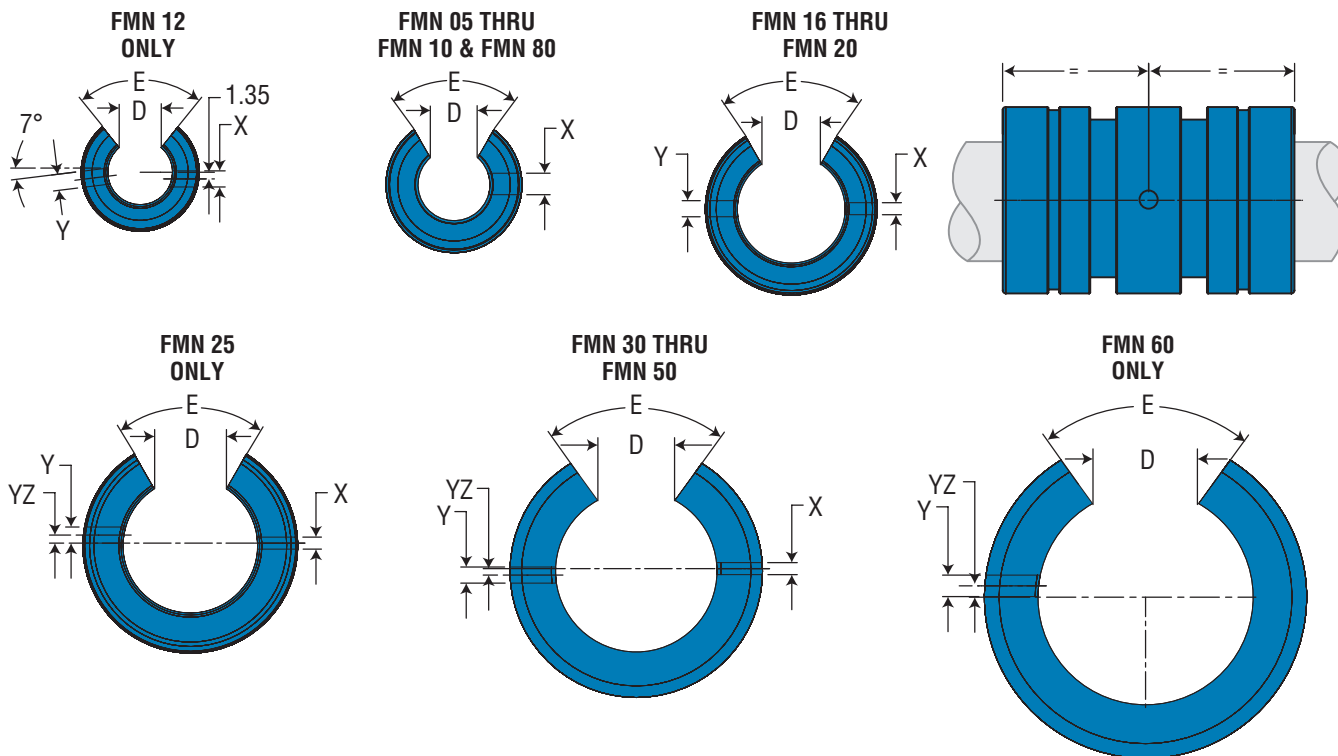 FMN 12
ONLY
E
D
1.35
X
7°
Y
FMN 05 THRU
FMN 10 & FMN 80
E
D
X
FMN 16 THRU
FMN 20
E
D
Y
X
=
=
FMN 25
ONLY
E
D
Y
YZ
X
FMN 30 THRU
FMN 50
E
D
YZ
Y
X
FMN 60
ONLY
E
D
YZ
Y